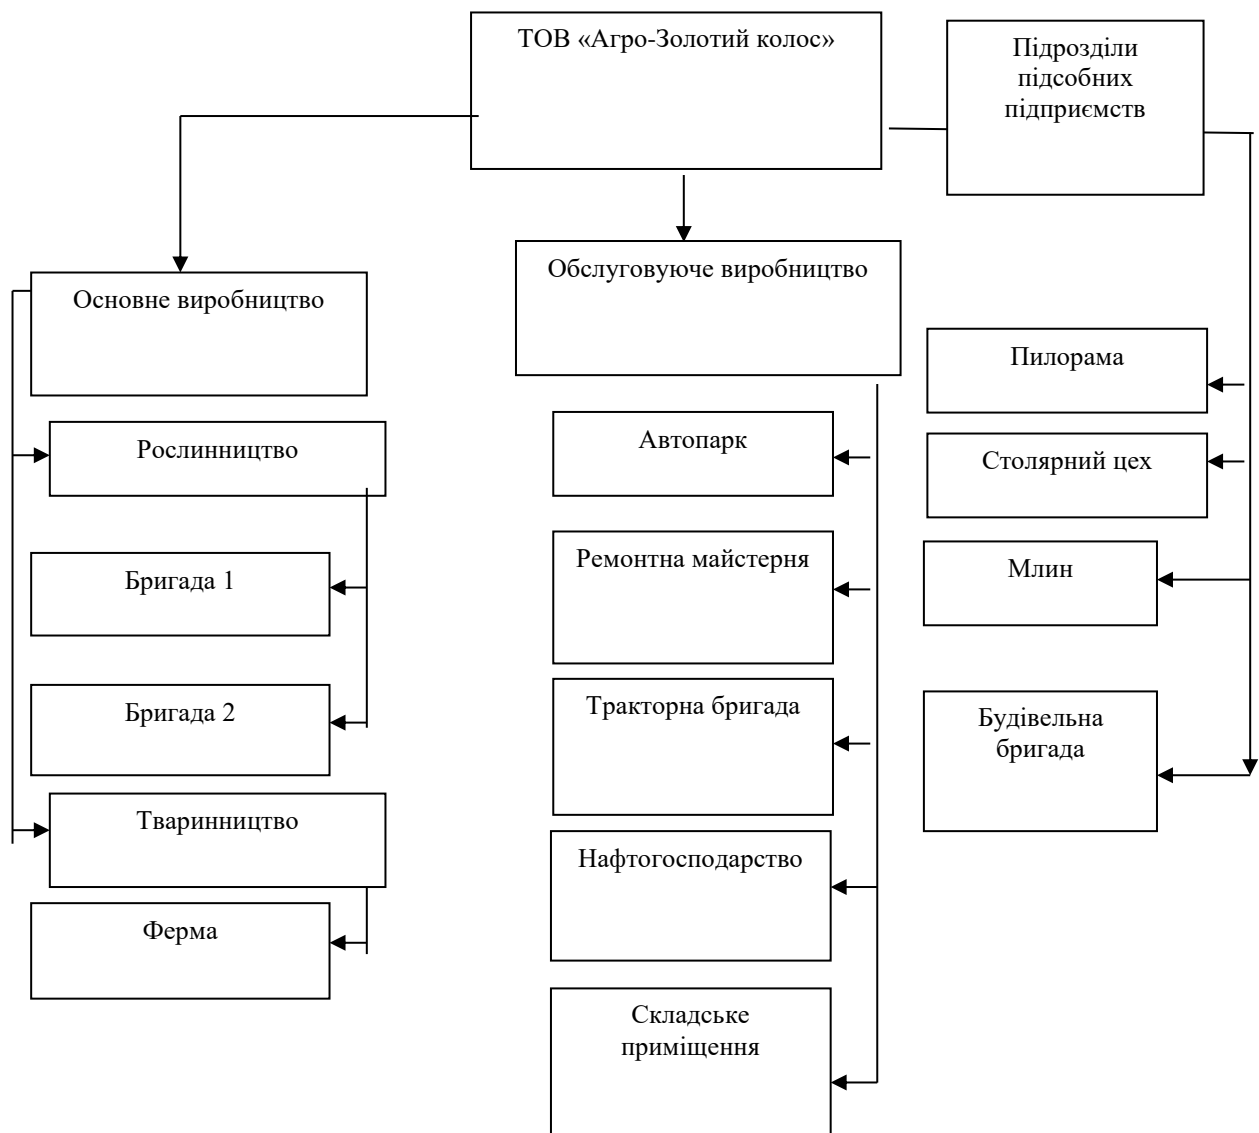 ТОВ «Агро-Золотий колос»
Підрозділи
підсобних
підприємств
Обслуговуюче виробництво
Основне виробництво
Пилорама
Автопарк
Рослинництво
Столярний цех
Ремонтна майстерня
Млин
Бригада 1
Тракторна бригада
Бригада 2
Будівельна
бригада
Тваринництво
Нафтогосподарство
Ферма
Складське
приміщення